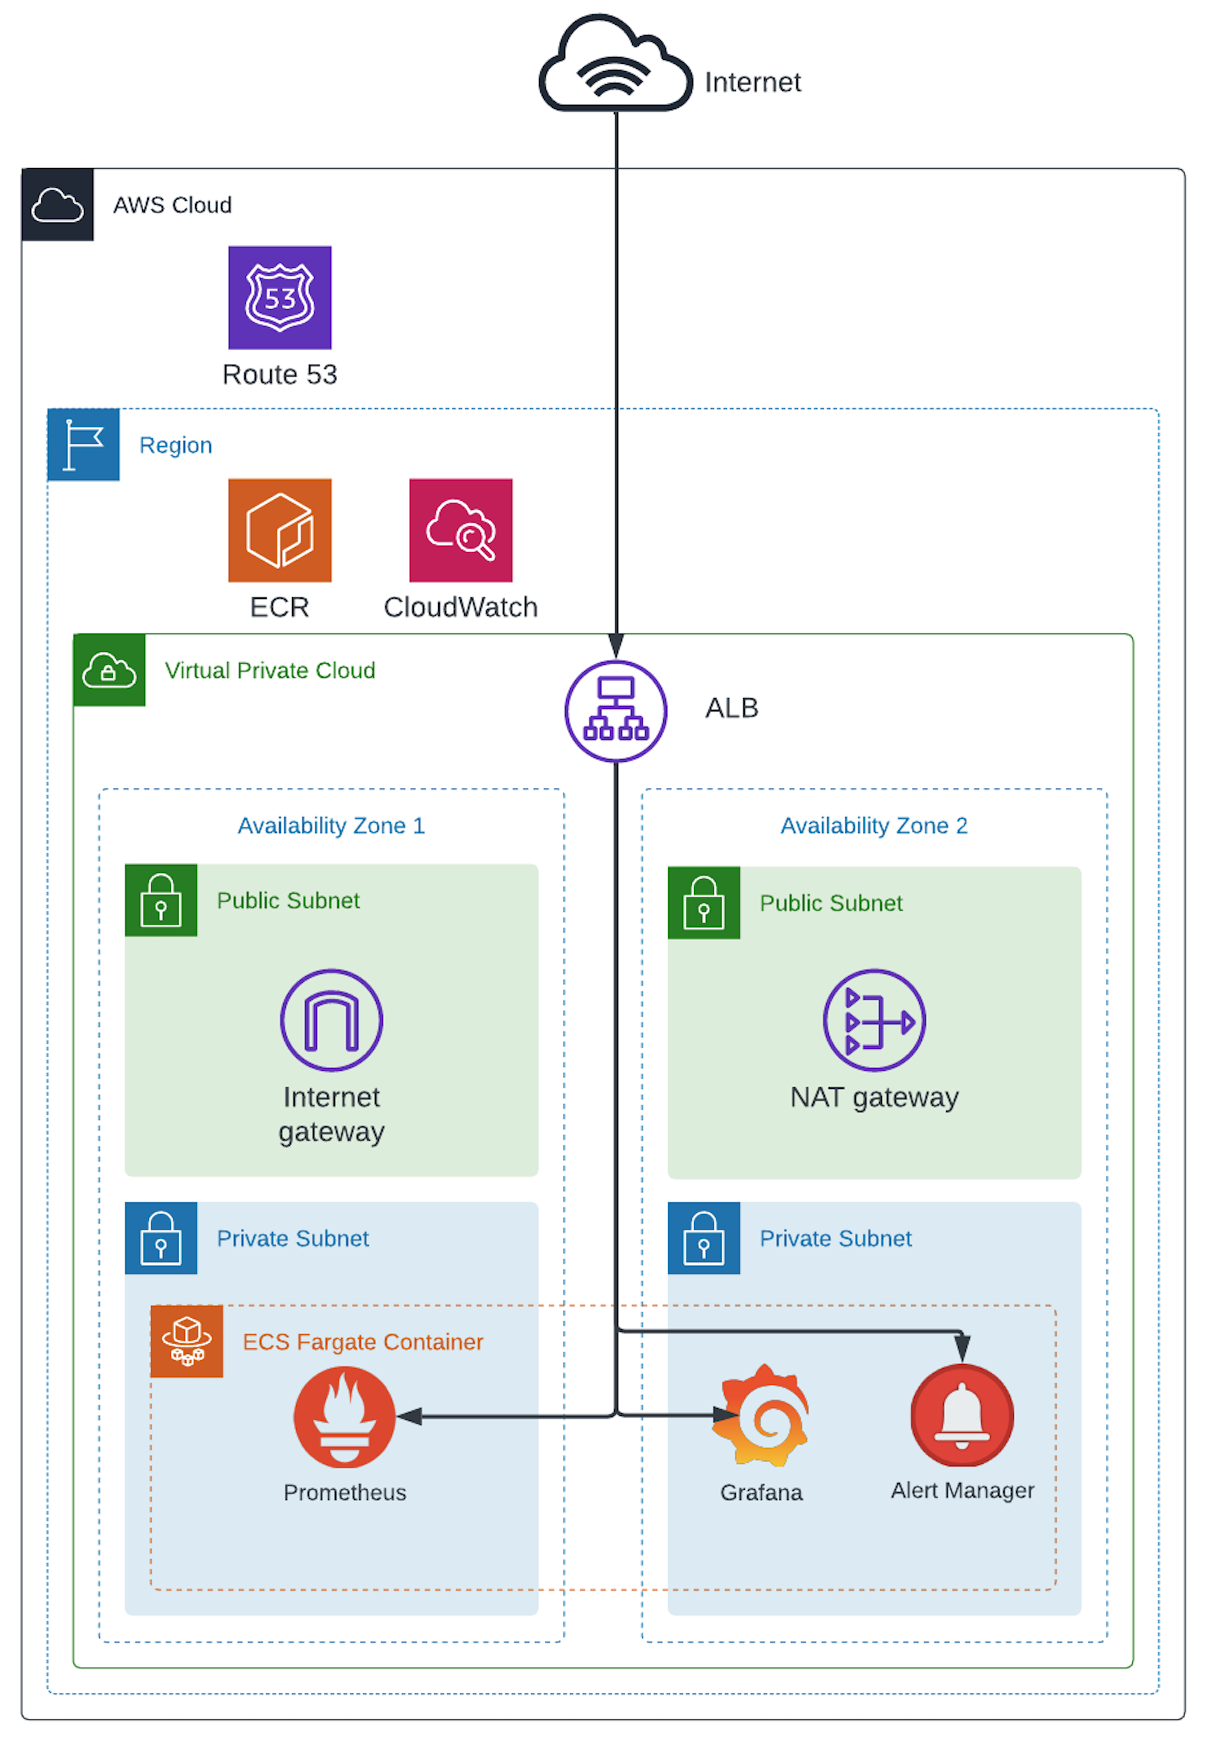 Internet
AWS Cloud
53
Route 53
Region
ECR
CloudWatch
Virtual Private Cloud
ALB
Availability Zone 1
Availability Zone 2
Public Subnet
Public Subnet
Internet
gateway
NAT gateway
Private Subnet
Private Subnet
ECS Fargate Container
Prometheus
Grafana
Alert Manager